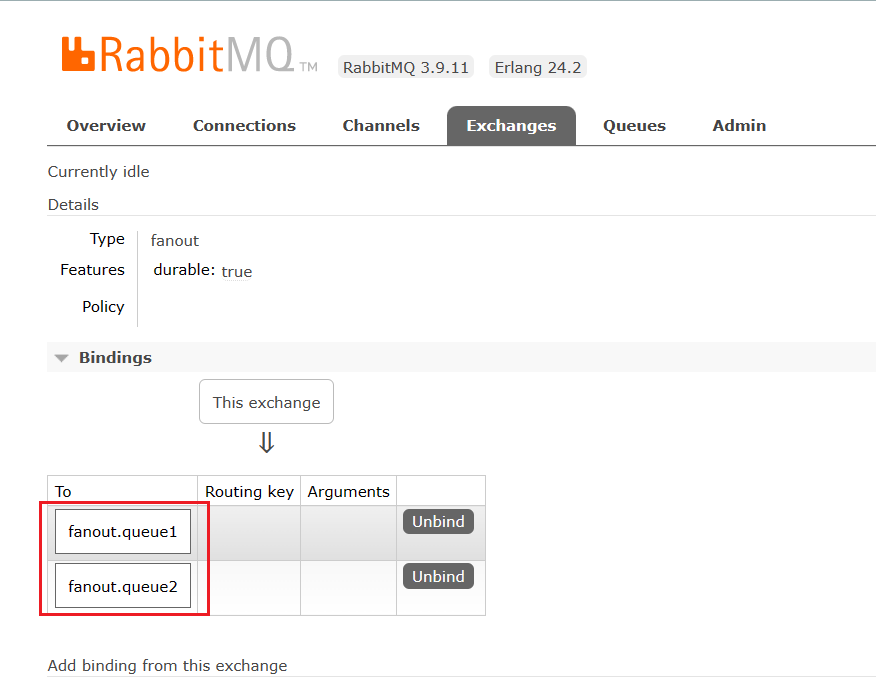 RabbitMQ TM RabbitMQ 3.9.11 Erlang 24.2
Overview Connections Channels Exchanges Queues Admin
Currently idle
Details
Type fanout
Features durable: true
Policy
Bindings
This exchange
⇓
To Routing key Arguments
fanout.queue1 Unbind
fanout.queue2 Unbind
Add binding from this exchange